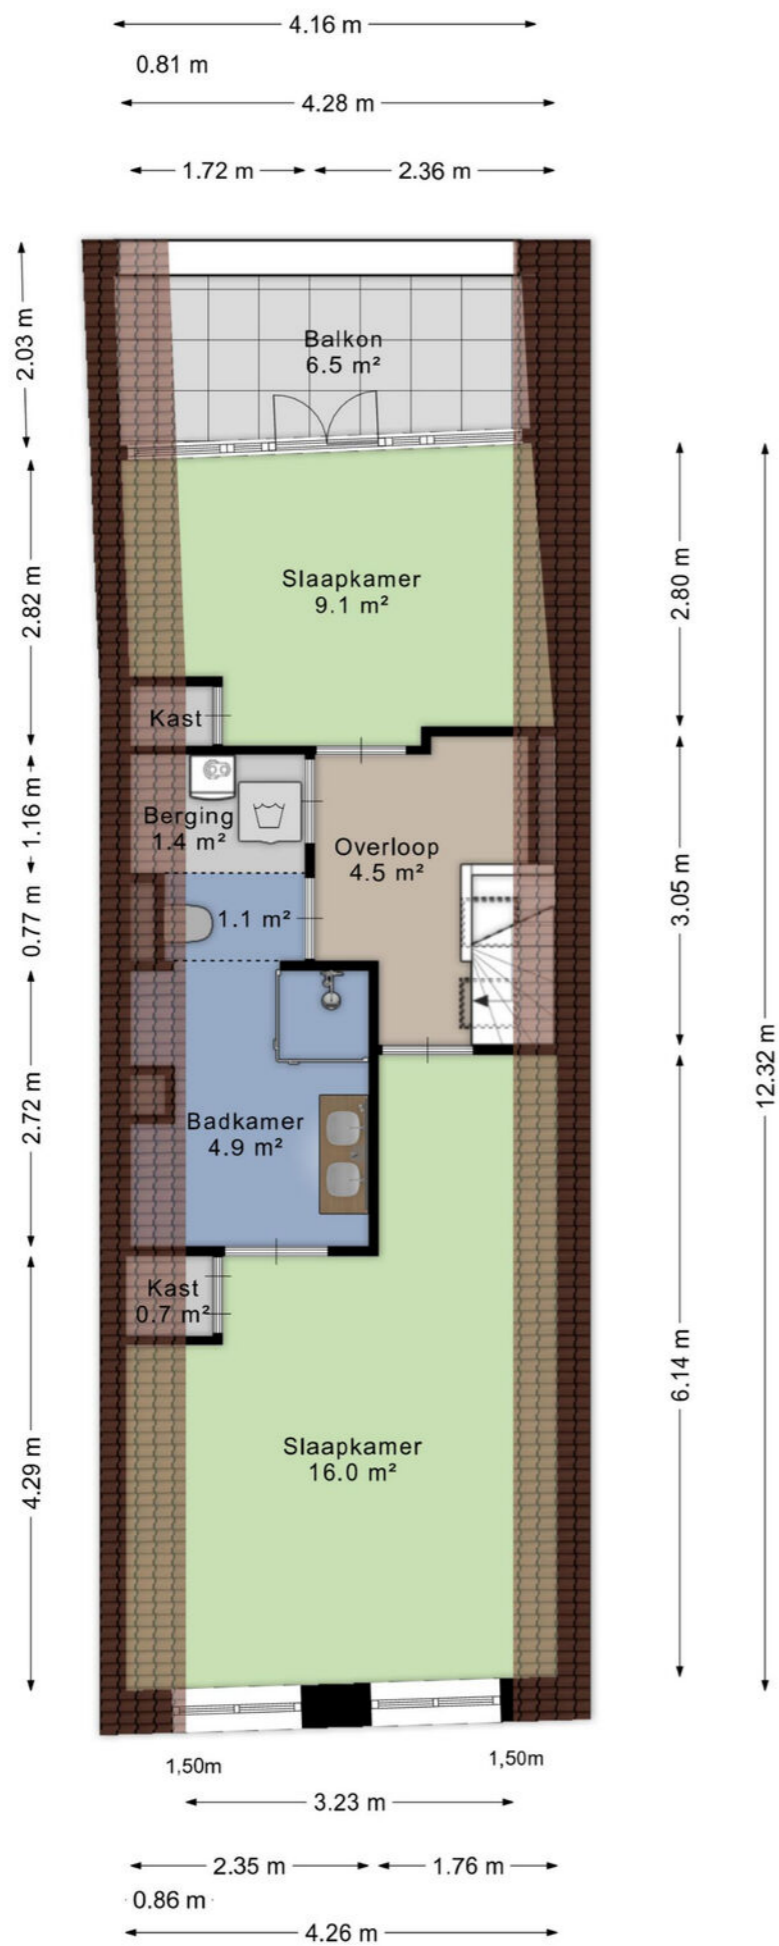 4.16 m
0.81 m
4.28 m
1.72 m
2.36 m
2.03 m
Balkon
6.5 m²
2.82 m
Slaapkamer
9.1 m²
2.80 m
Kast
1.16 m
Berging
1.4 m²
Overloop
4.5 m²
3.05 m
0.77 m
1.1 m²
12.32 m
2.72 m
Badkamer
4.9 m²
Kast
0.7 m²
6.14 m
4.29 m
Slaapkamer
16.0 m²
1,50m
1,50m
3.23 m
2.35 m
1.76 m
0.86 m
4.26 m